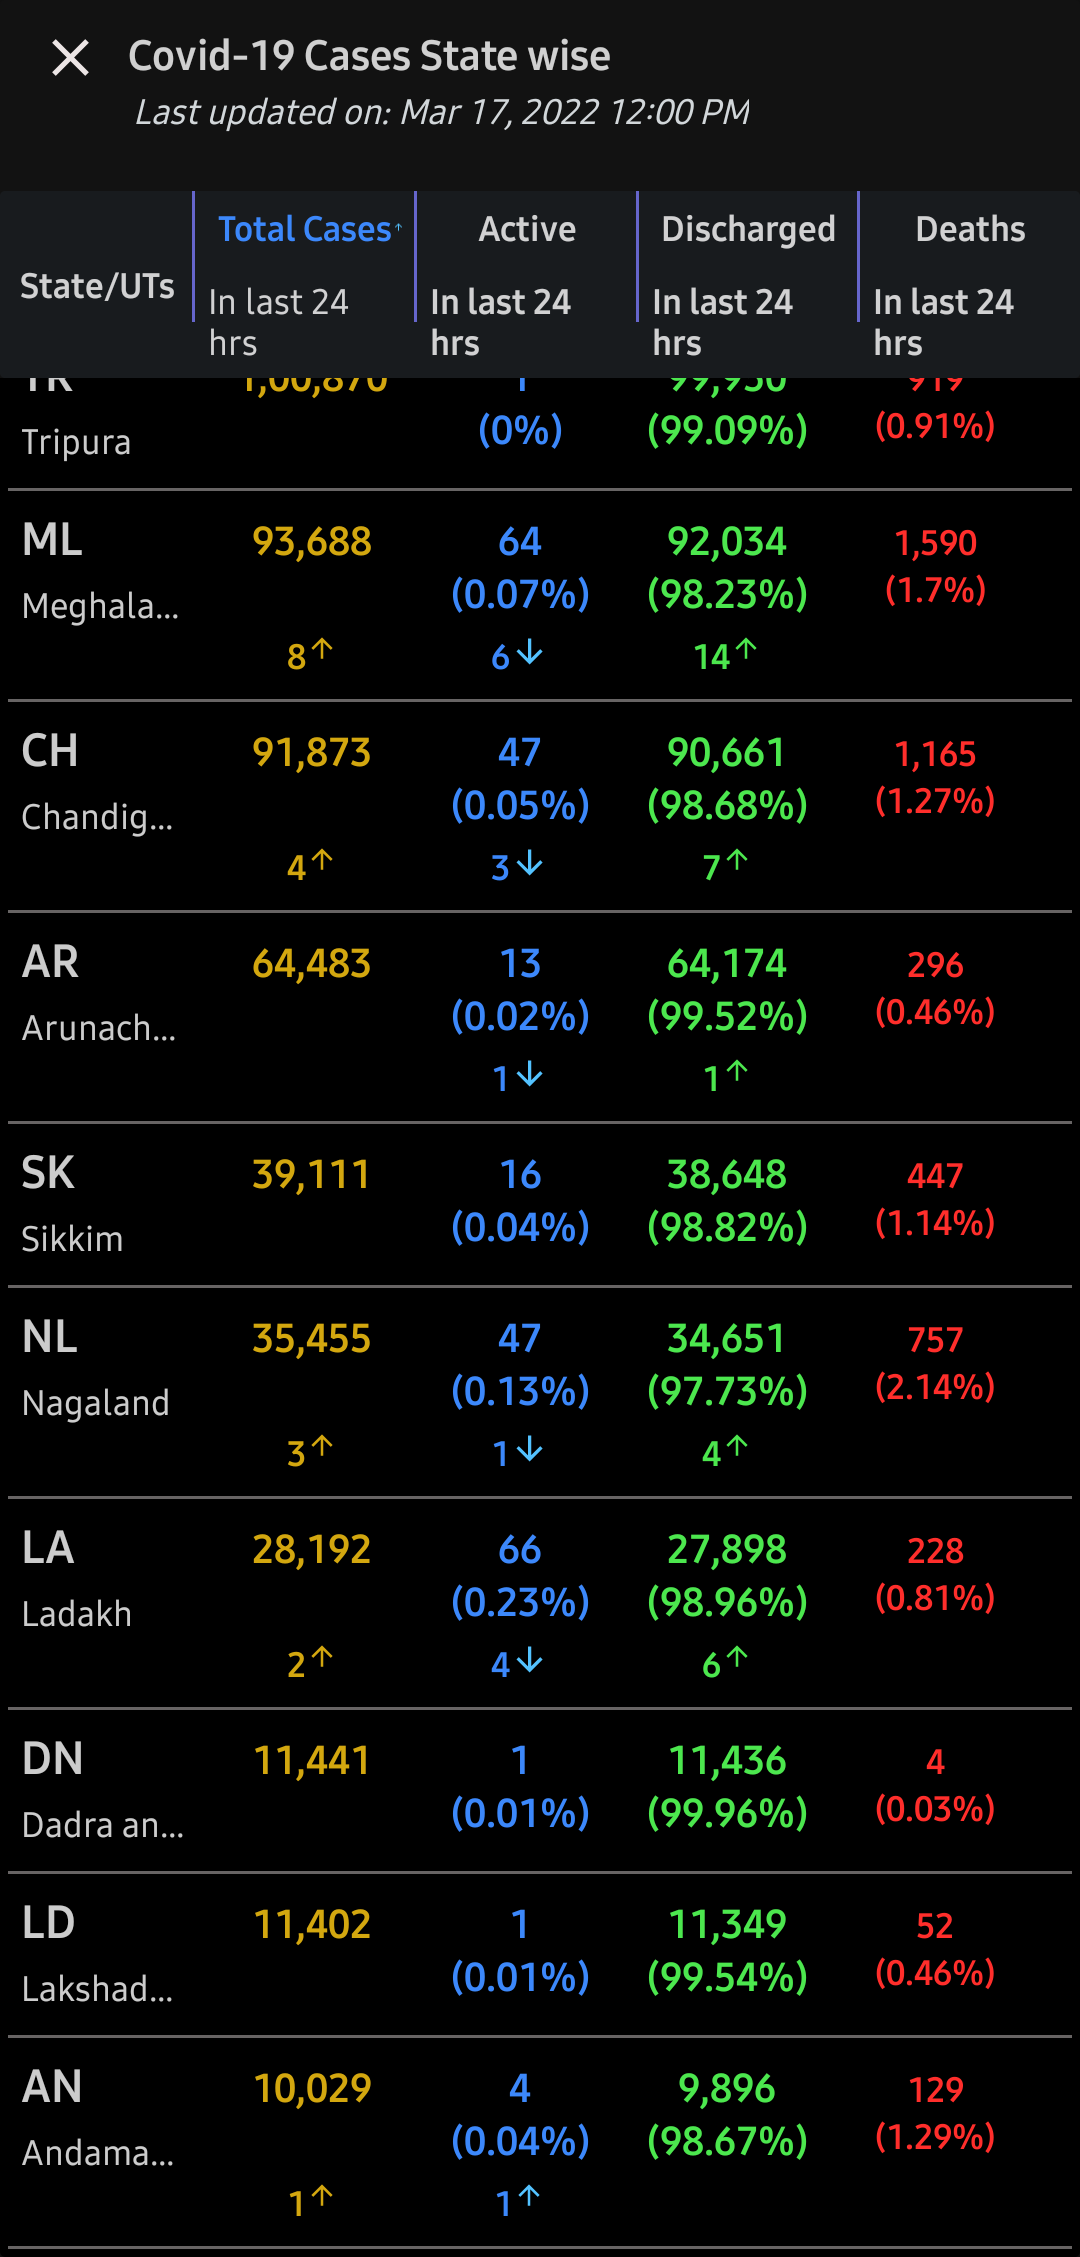 Covid-19 Cases State wise
Last updated on: Mar 17, 2022 12:00 PM
State/UTs Total Cases↑ Active Discharged Deaths
In last 24 hrs In last 24 hrs In last 24 hrs In last 24 hrs
TR 1,00,870 1 99,950 919
Tripura (0%) (99.09%) (0.91%)
ML 93,688 64 92,034 1,590
Meghala... (0.07%) (98.23%) (1.7%)
8↑ 6↓ 14↑
CH 91,873 47 90,661 1,165
Chandig... (0.05%) (98.68%) (1.27%)
4↑ 3↓ 7↑
AR 64,483 13 64,174 296
Arunach... (0.02%) (99.52%) (0.46%)
1↓ 1↑
SK 39,111 16 38,648 447
Sikkim (0.04%) (98.82%) (1.14%)
NL 35,455 47 34,651 757
Nagaland (0.13%) (97.73%) (2.14%)
3↑ 1↓ 4↑
LA 28,192 66 27,898 228
Ladakh (0.23%) (98.96%) (0.81%)
2↑ 4↓ 6↑
DN 11,441 1 11,436 4
Dadra an... (0.01%) (99.96%) (0.03%)
LD 11,402 1 11,349 52
Lakshad... (0.01%) (99.54%) (0.46%)
AN 10,029 4 9,896 129
Andama... (0.04%) (98.67%) (1.29%)
1↑ 1↑